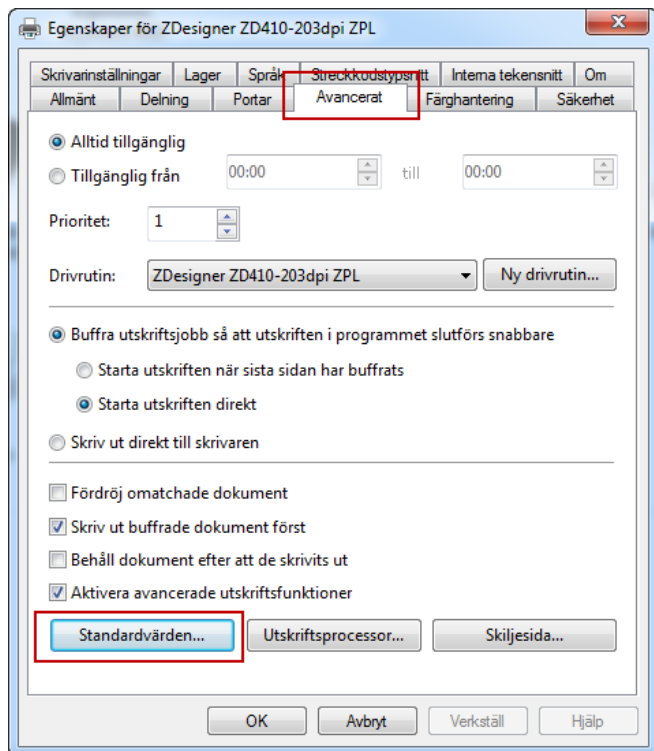 Egenskaper för ZDesigner ZD410-203dpi ZPL
Skrivarinställningar Lager Språk Streckkodstypsnitt Interna tekensnitt Om
Allmänt Delning Portar Avancerat Färghantering Säkerhet
Alltid tillgänglig
Tillgänglig från 00:00 till 00:00
Prioritet: 1
Drivrutin: ZDesigner ZD410-203dpi ZPL Ny drivrutin...
Buffra utskriftsjobb så att utskriften i programmet slutförs snabbare
Starta utskriften när sista sidan har buffrats
Starta utskriften direkt
Skriv ut direkt till skrivaren
Fördröj omatchade dokument
Skriv ut buffrade dokument först
Behåll dokument efter att de skrivits ut
Aktivera avancerade utskriftsfunktioner
Standardvärden... Utskriftsprocessor... Skiljesida...
OK Avbryt Verkställ Hjälp